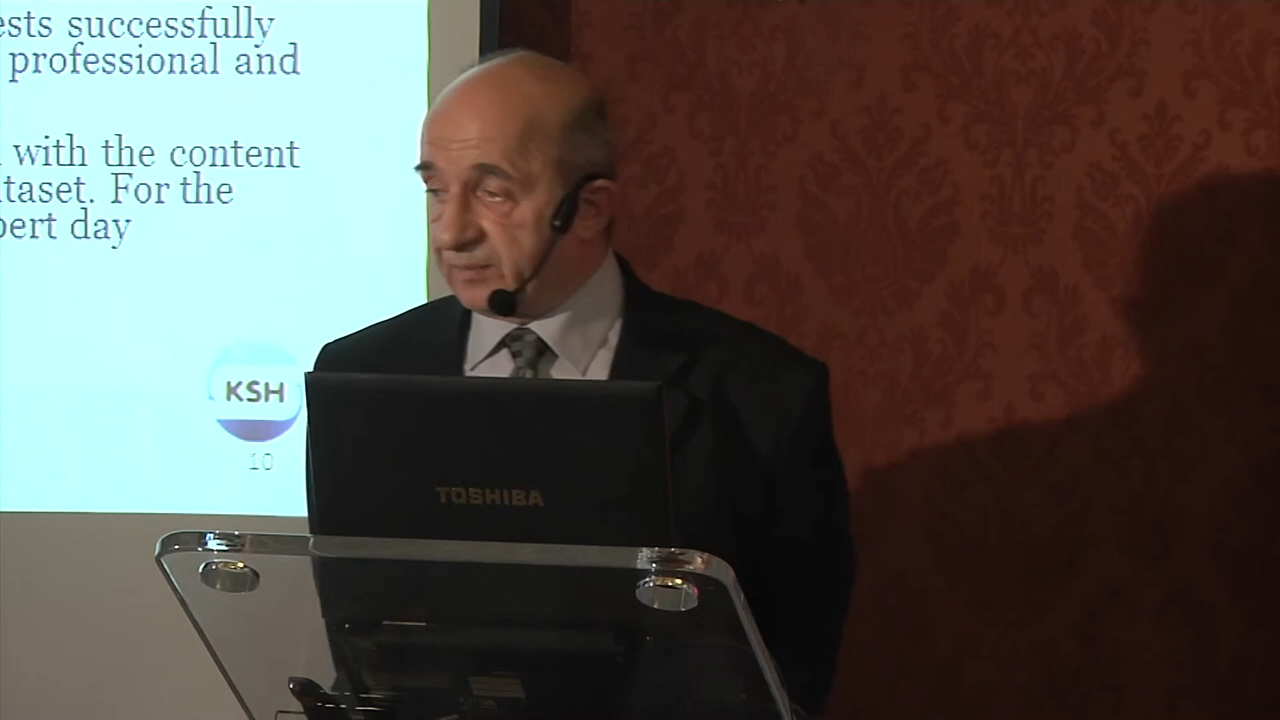 ests successfully
professional and
with the content
taset. For the
pert day
KSH
10
TOSHIBA